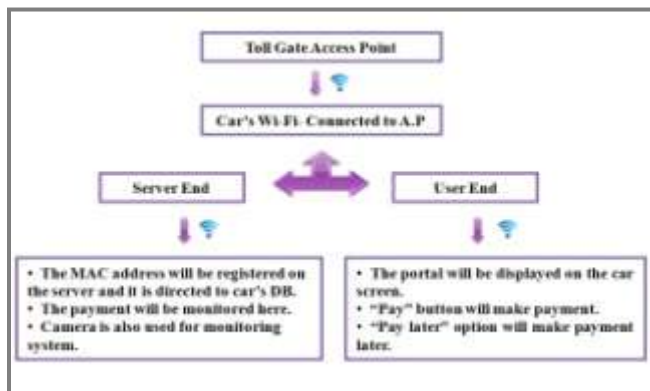 Toll Gate Access Point
Car's Wi-Fi- Connected to A.P
Server End
User End
• The MAC address will be registered on
the server and it is directed to car's DB.
• The payment will be monitored here.
• Camera is also used for monitoring
system.
• The portal will be displayed on the car
screen.
• "Pay" button will make payment.
• "Pay later" option will make payment
later.